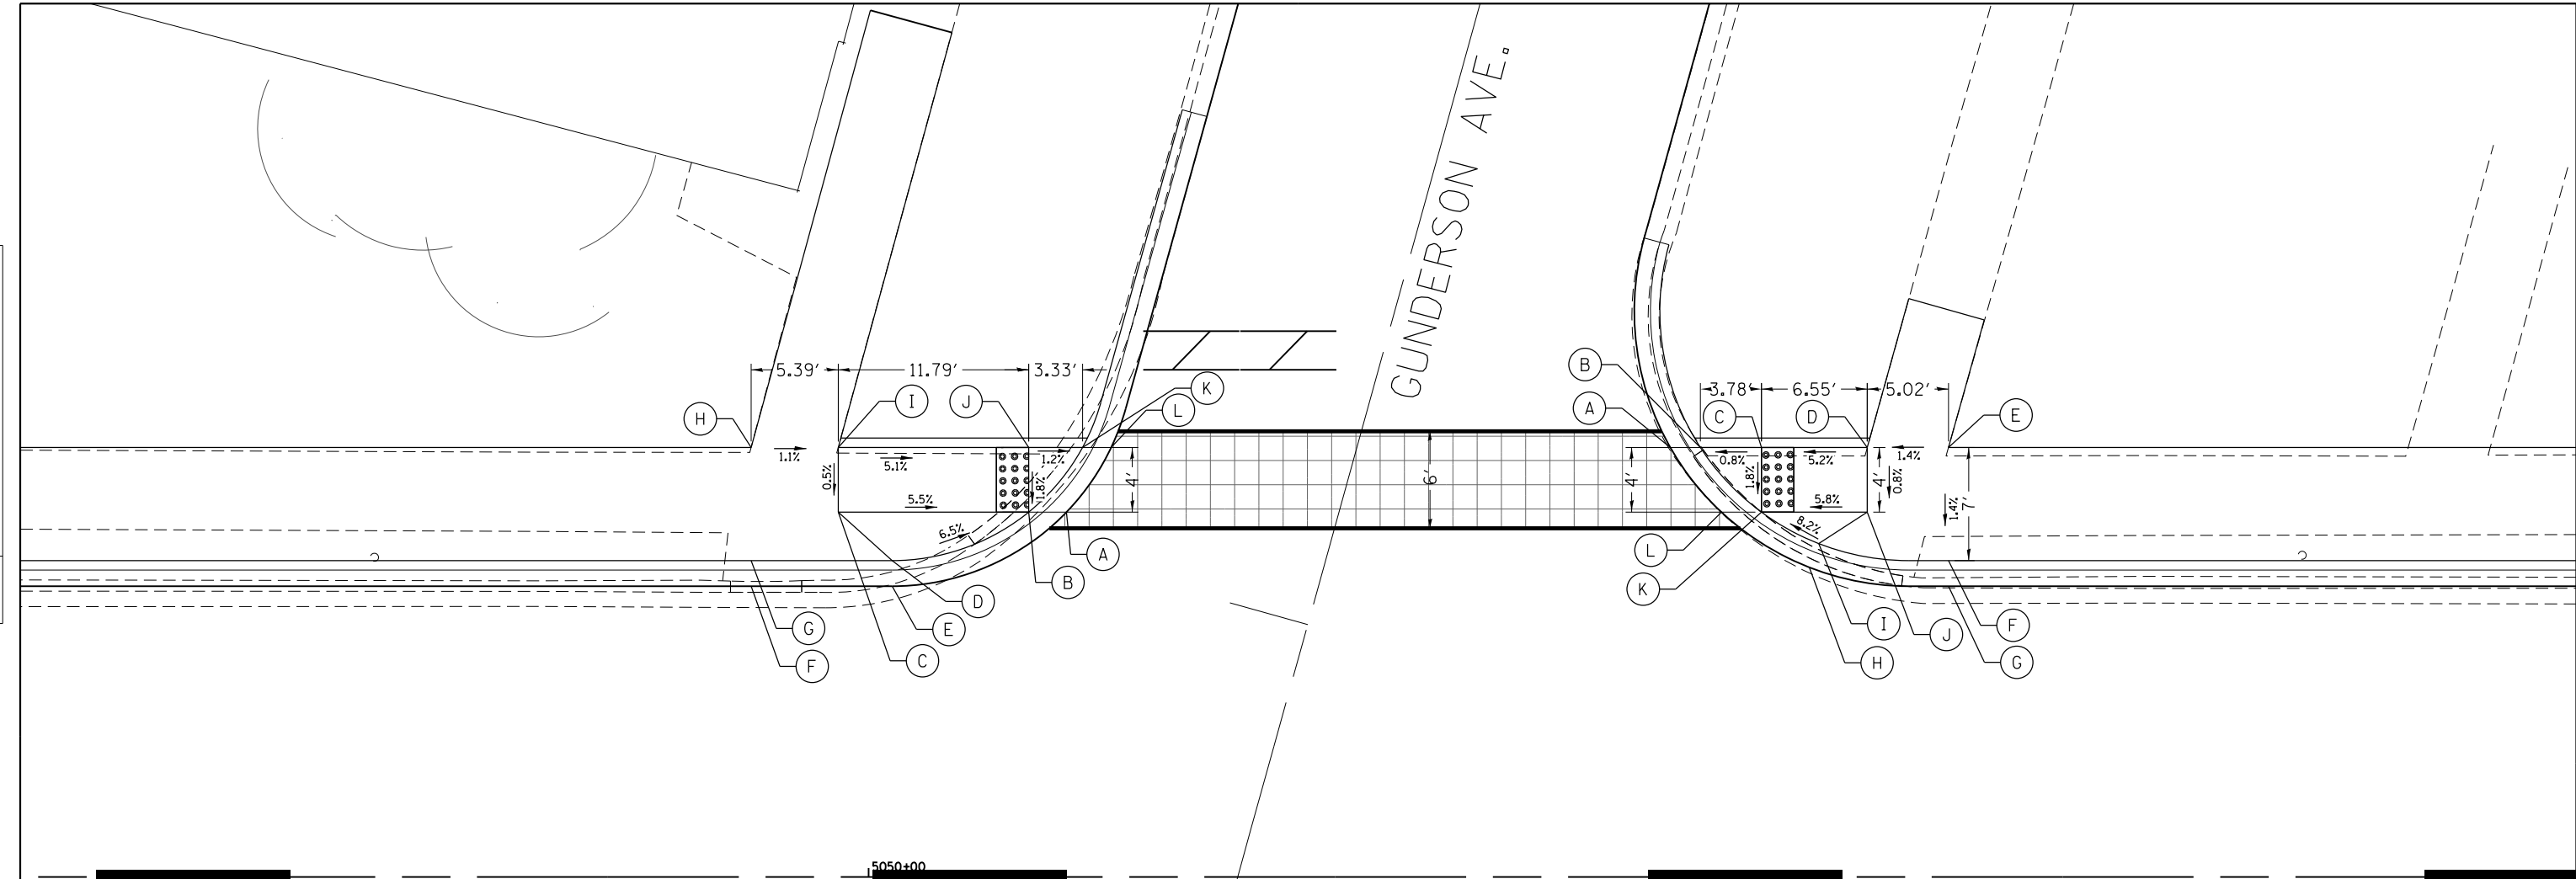 GUNDERSON AVE.
5.39'
11.79'
3.33'
3.78'
6.55'
5.02'
B
K
I
J
L
A
C
D
E
H
1.1%
5.1%
1.2%
0.8%
5.2%
1.4%
0.5%
1.8%
4'
6'
4'
1.8%
4'
0.8%
5.5%
5.8%
1.4%
7'
6.5%
8.2%
A
L
B
K
D
G
E
I
J
F
F
C
H
G
5050+00